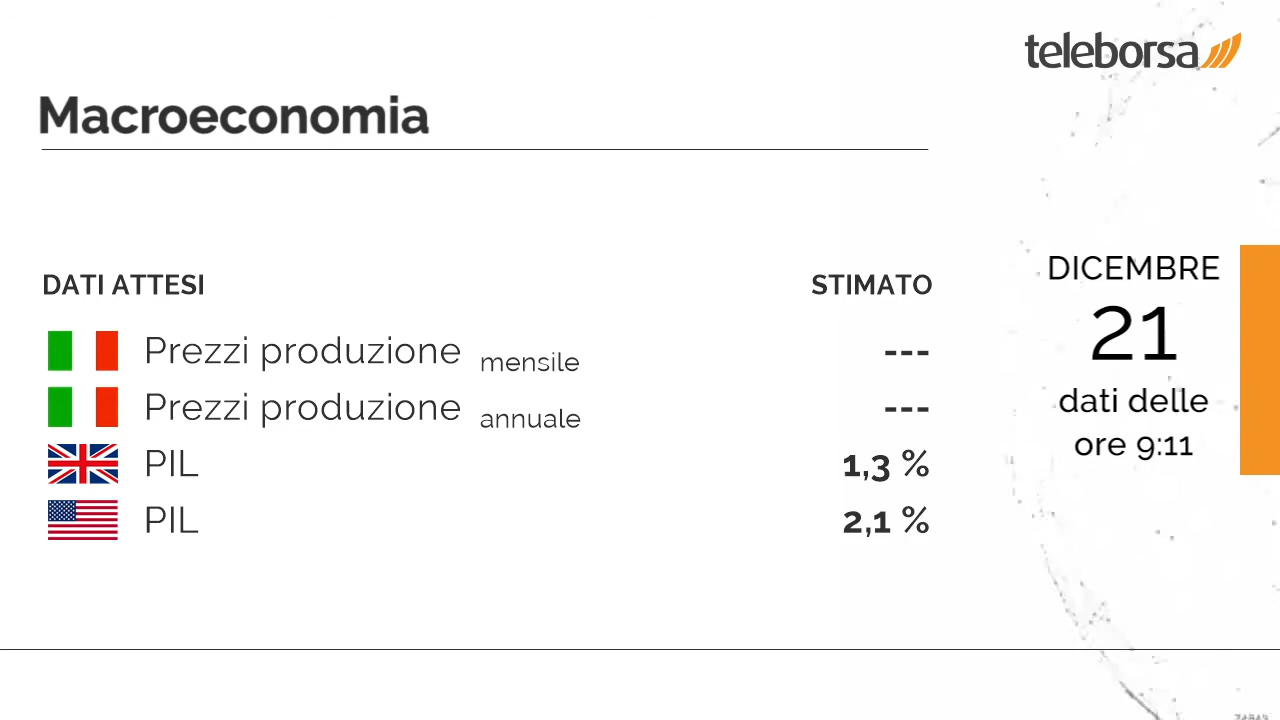 teleborsa
Macroeconomia
DATI ATTESI STIMATO
Prezzi produzione mensile ---
Prezzi produzione annuale ---
PIL 1,3 %
PIL 2,1 %
DICEMBRE
21
dati delle
ore 9:11